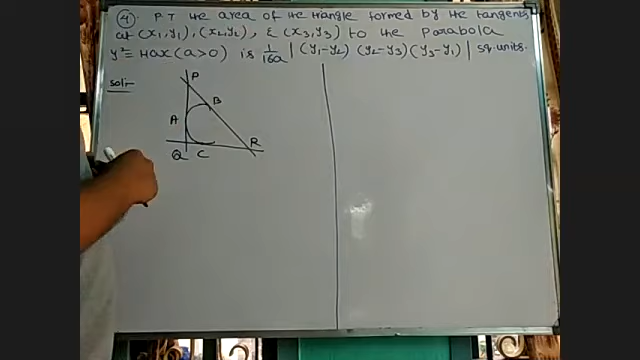 ④ P.T the area of the triangle formed by the tangents
at (x1,y1), (x2,y2), & (x3,y3) to the parabola
y²=4ax(a>0) is 1/16a |(y1-y2) (y2-y3)(y3-y1)| sq.units.
Sol:-
P
B
A
R
Q C